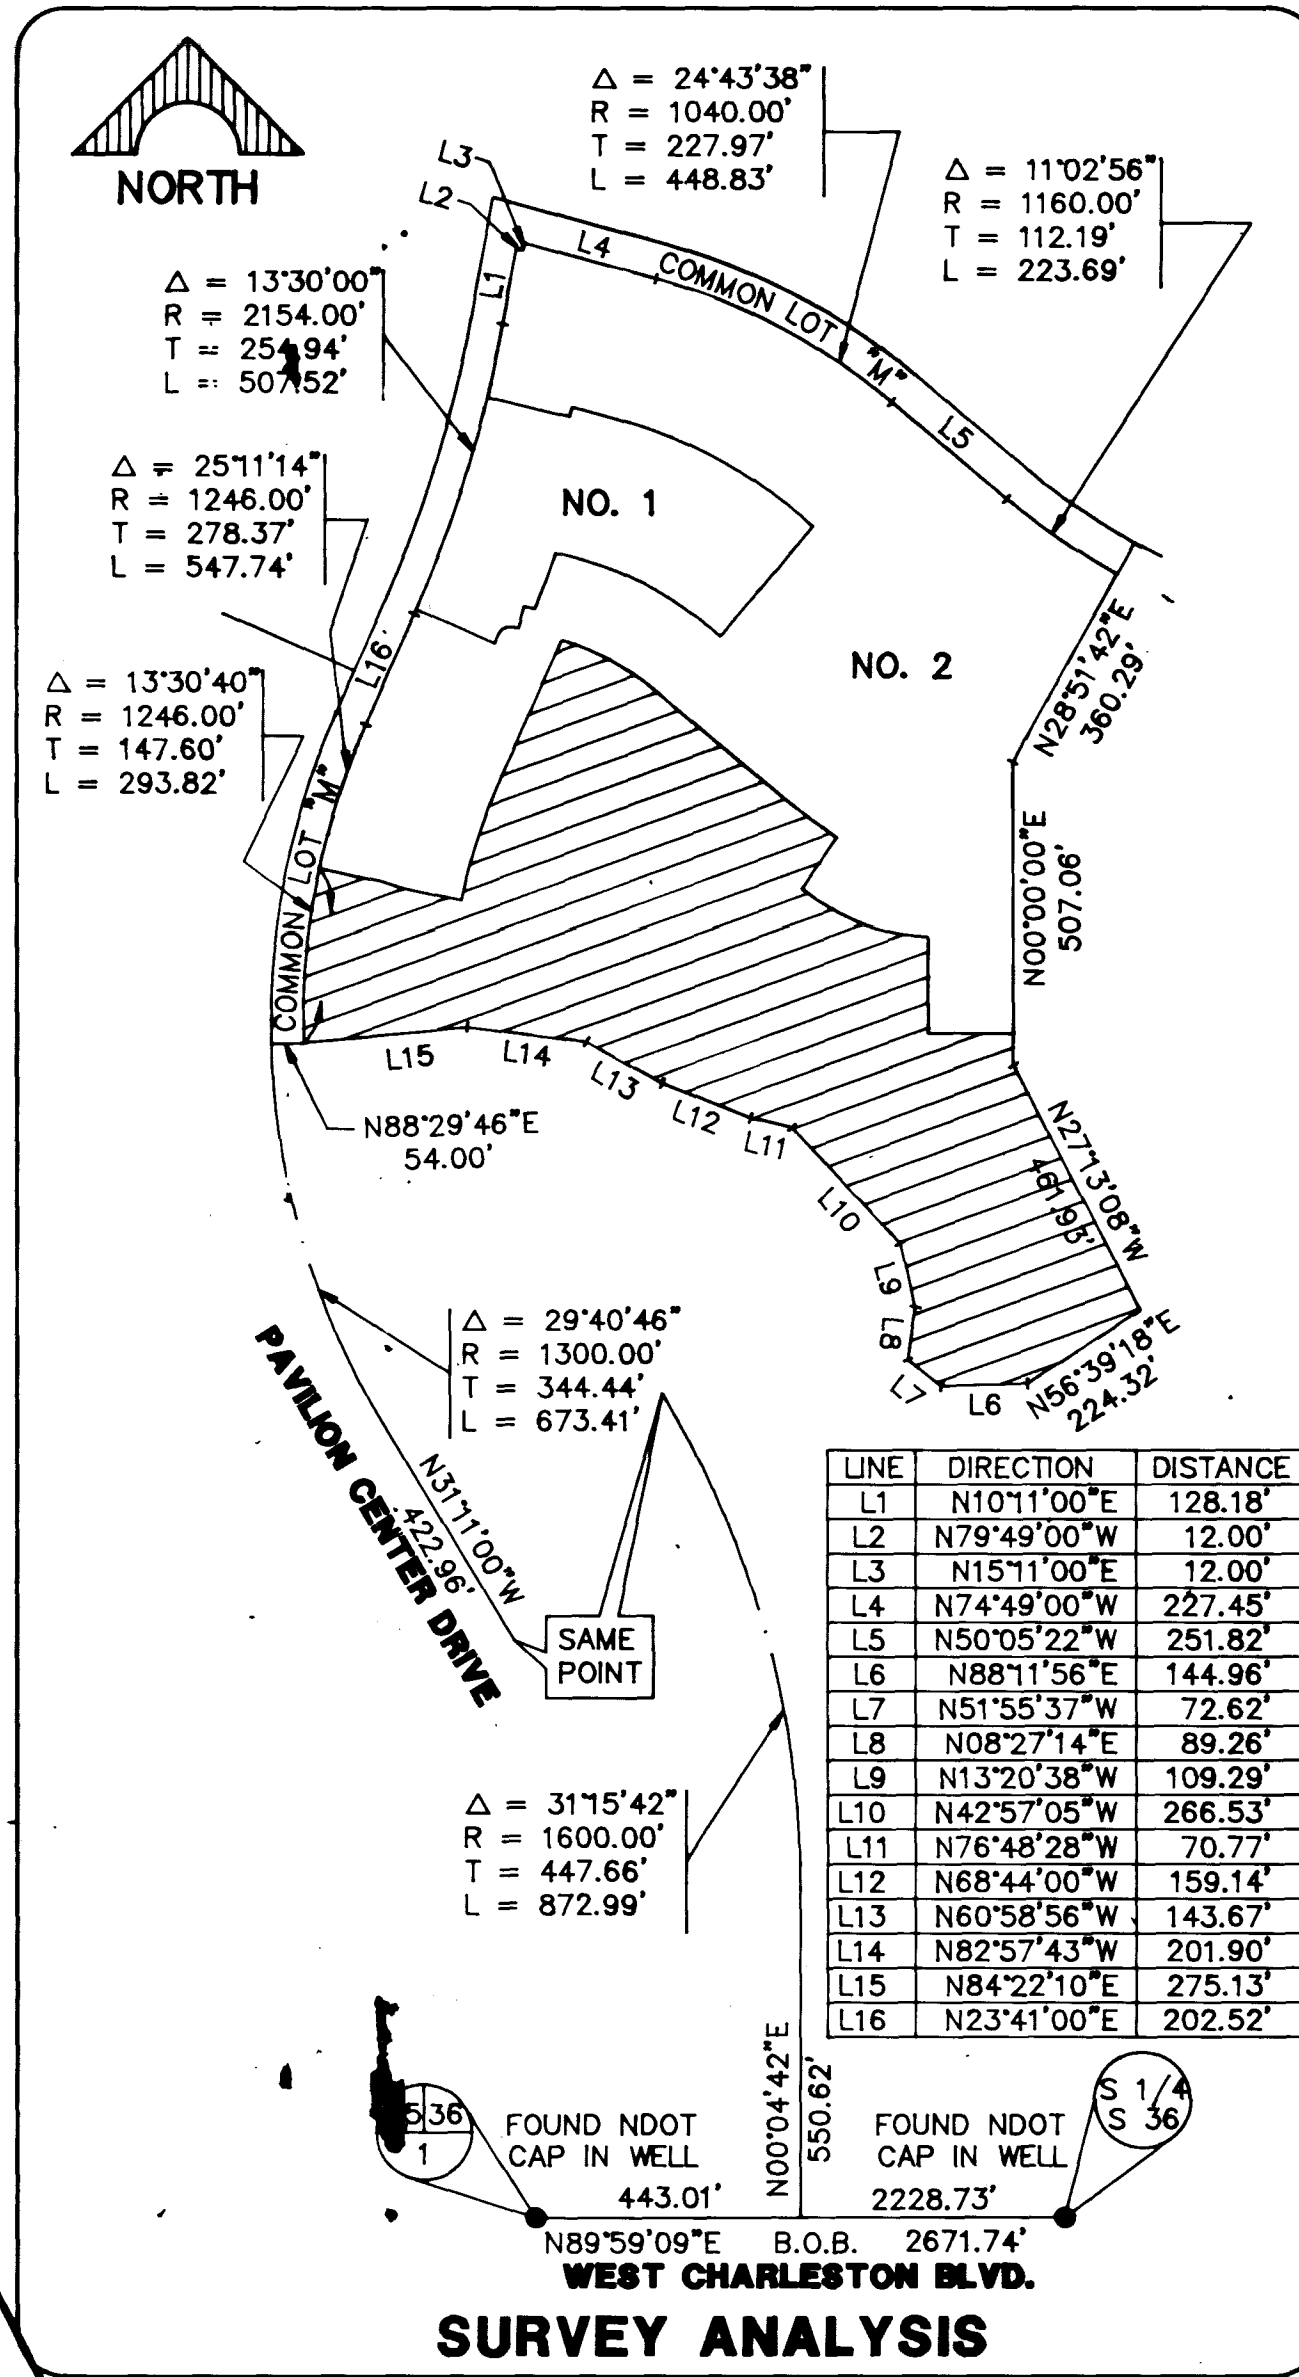 NORTH
Δ = 24°43'38"
R = 1040.00'
T = 227.97'
L = 448.83'
Δ = 11°02'56"
R = 1160.00'
T = 112.19'
L = 223.69'
L3
L2
L4
L1
COMMON LOT "M"
L5
Δ = 13°30'00"
R = 2154.00'
T = 254.94'
L = 507.52'
Δ = 25°11'14"
R = 1246.00'
T = 278.37'
L = 547.74'
NO. 1
NO. 2
L16
N28°51'42"E
360.29'
Δ = 13°30'40"
R = 1246.00'
T = 147.60'
L = 293.82'
COMMON LOT "M"
N00°00'00"E
507.06'
L15
L14
L13
L12
L11
L10
L9
L8
L7
L6
N88°29'46"E
54.00'
N27°13'08"W
461.93'
N56°39'18"E
224.32'
Δ = 29°40'46"
R = 1300.00'
T = 344.44'
L = 673.41'
PAVILION CENTER DRIVE
N31°11'00"W
422.96'
SAME
POINT
LINE DIRECTION DISTANCE
L1 N10°11'00"E 128.18'
L2 N79°49'00"W 12.00'
L3 N15°11'00"E 12.00'
L4 N74°49'00"W 227.45'
L5 N50°05'22"W 251.82'
L6 N88°11'56"E 144.96'
L7 N51°55'37"W 72.62'
L8 N08°27'14"E 89.26'
L9 N13°20'38"W 109.29'
L10 N42°57'05"W 266.53'
L11 N76°48'28"W 70.77'
L12 N68°44'00"W 159.14'
L13 N60°58'56"W 143.67'
L14 N82°57'43"W 201.90'
L15 N84°22'10"E 275.13'
L16 N23°41'00"E 202.52'
Δ = 31°15'42"
R = 1600.00'
T = 447.66'
L = 872.99'
N00°04'42"E
550.62'
36
1
FOUND NDOT
CAP IN WELL
FOUND NDOT
CAP IN WELL
S 1/4
S 36
443.01'
2228.73'
N89°59'09"E B.O.B. 2671.74'
WEST CHARLESTON BLVD.
SURVEY ANALYSIS